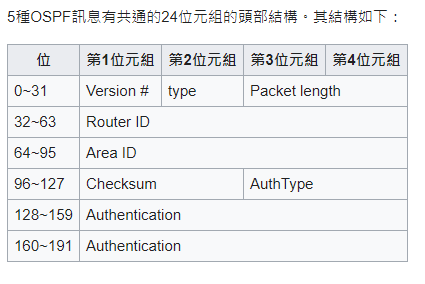 5種OSPF訊息有共通的24位元組的頭部結構。其結構如下：
位 第1位元組 第2位元組 第3位元組 第4位元組
0~31 Version # type Packet length
32~63 Router ID
64~95 Area ID
96~127 Checksum AuthType
128~159 Authentication
160~191 Authentication